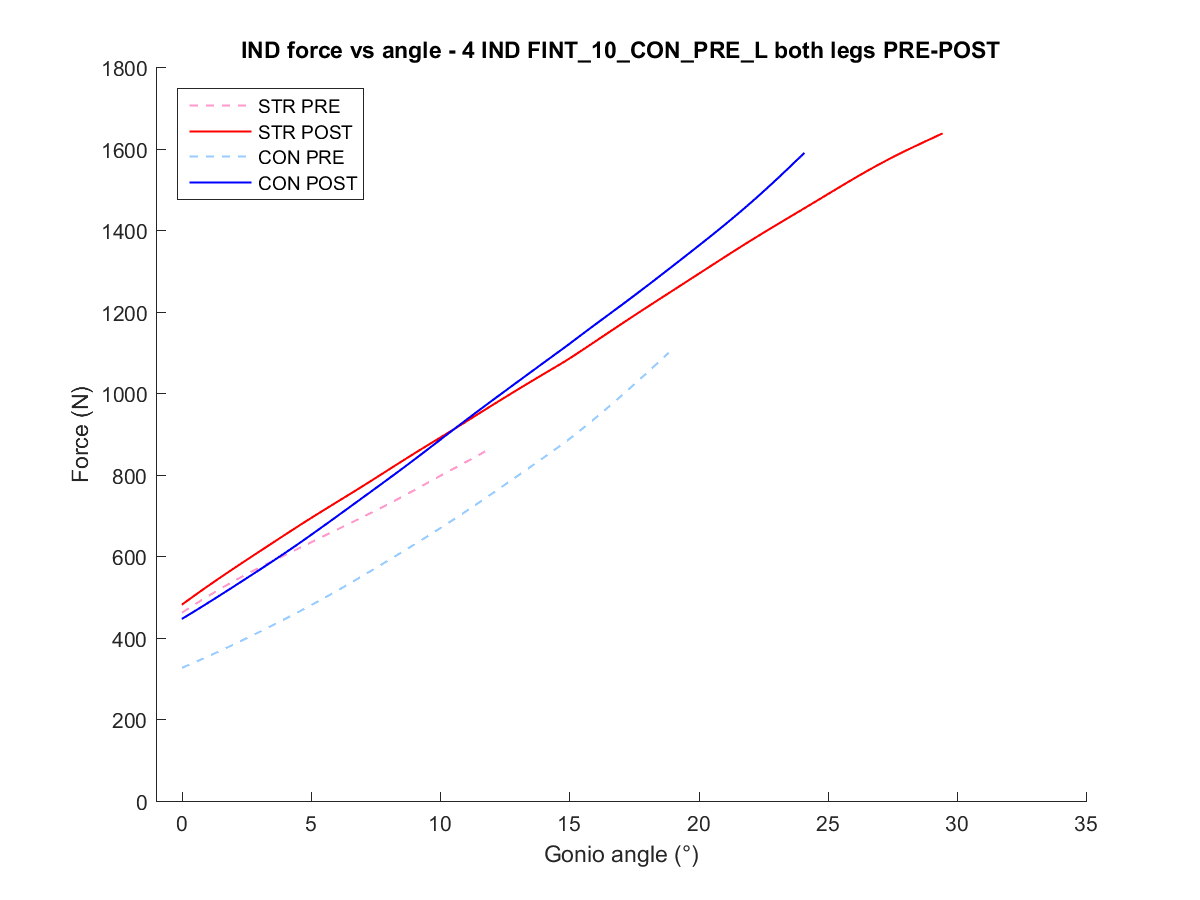 IND force vs angle - 4 IND FINT_10_CON_PRE_L both legs PRE-POST
1800
1600
1400
1200
1000
800
600
400
200
0
Force (N)
STR PRE
STR POST
CON PRE
CON POST
0 5 10 15 20 25 30 35
Gonio angle (°)